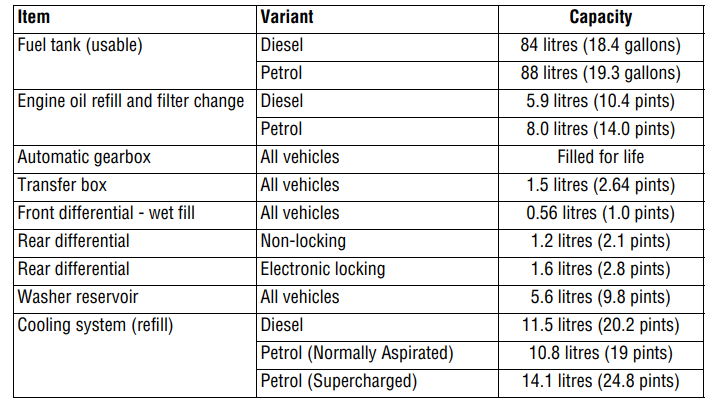 Item Variant Capacity
Fuel tank (usable) Diesel 84 litres (18.4 gallons)
Petrol 88 litres (19.3 gallons)
Engine oil refill and filter change Diesel 5.9 litres (10.4 pints)
Petrol 8.0 litres (14.0 pints)
Automatic gearbox All vehicles Filled for life
Transfer box All vehicles 1.5 litres (2.64 pints)
Front differential - wet fill All vehicles 0.56 litres (1.0 pints)
Rear differential Non-locking 1.2 litres (2.1 pints)
Rear differential Electronic locking 1.6 litres (2.8 pints)
Washer reservoir All vehicles 5.6 litres (9.8 pints)
Cooling system (refill) Diesel 11.5 litres (20.2 pints)
Petrol (Normally Aspirated) 10.8 litres (19 pints)
Petrol (Supercharged) 14.1 litres (24.8 pints)